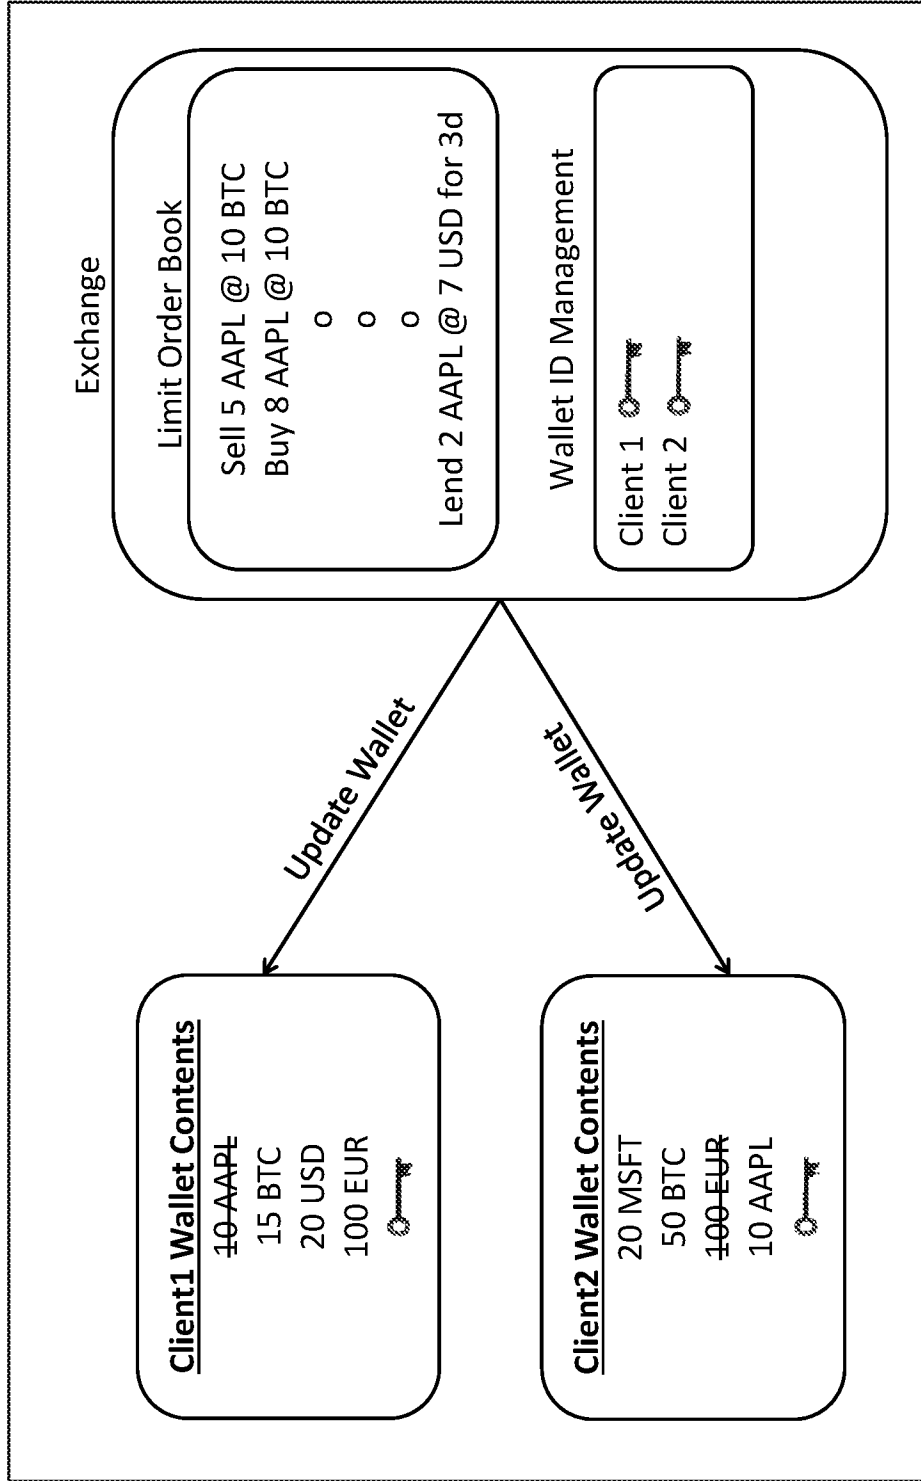 Exchange
Limit Order Book
Sell 5 AAPL @ 10 BTC
Buy 8 AAPL @ 10 BTC
o
o
o
Lend 2 AAPL @ 7 USD for 3d
Wallet ID Management
Client 1
Client 2
Update Wallet
Update Wallet
Client1 Wallet Contents
10 AAPL
15 BTC
20 USD
100 EUR
Client2 Wallet Contents
20 MSFT
50 BTC
100 EUR
10 AAPL